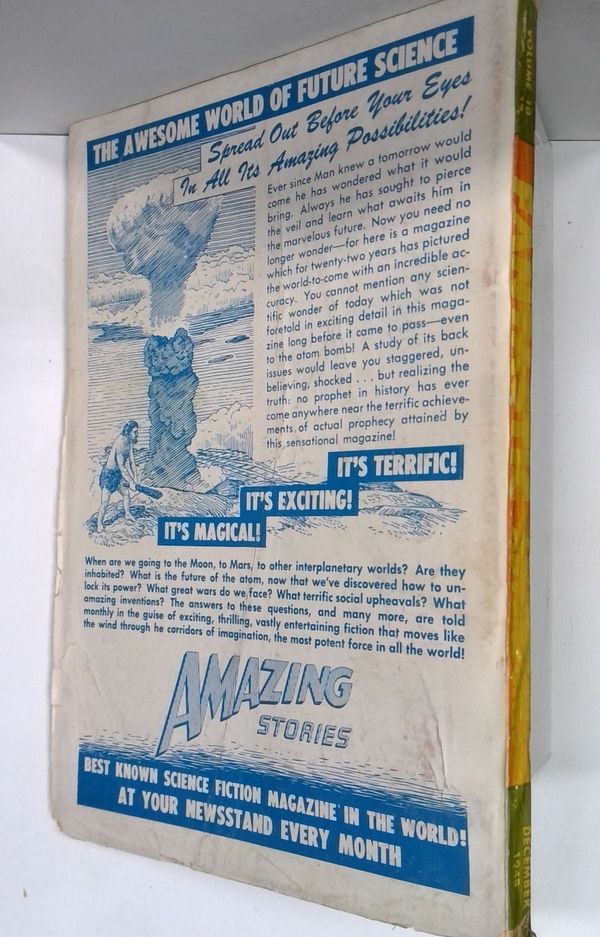 THE AWESOME WORLD OF FUTURE SCIENCE
Spread Out Before Your Eyes
In All Its Amazing Possibilities!
Ever since Man knew a tomorrow would
come he has wondered what it would
bring. Always he has sought to pierce
the veil and learn what awaits him in
the marvelous future. Now you need no
longer wonder—for here is a magazine
which for twenty-two years has pictured
the world-to-come with an incredible ac-
curacy. You cannot mention any scien-
tific wonder of today which was not
foretold in exciting detail in this maga-
zine long before it came to pass—even
to the atom bomb! A study of its back
issues would leave you staggered, un-
believing, shocked . . . but realizing the
truth: no prophet in history has ever
come anywhere near the terrific achieve-
ments of actual prophecy attained by
this sensational magazine!
IT'S TERRIFIC!
IT'S EXCITING!
IT'S MAGICAL!
When are we going to the Moon, to Mars, to other interplanetary worlds? Are they
inhabited? What is the future of the atom, now that we've discovered how to un-
lock its power? What great wars do we face? What terrific social upheavals? What
amazing inventions? The answers to these questions, and many more, are told
monthly in the guise of exciting, thrilling, vastly entertaining fiction that moves like
the wind through he corridors of imagination, the most potent force in all the world!
AMAZING
STORIES
BEST KNOWN SCIENCE FICTION MAGAZINE IN THE WORLD!
AT YOUR NEWSSTAND EVERY MONTH
VOLUME 10
DECEMBER